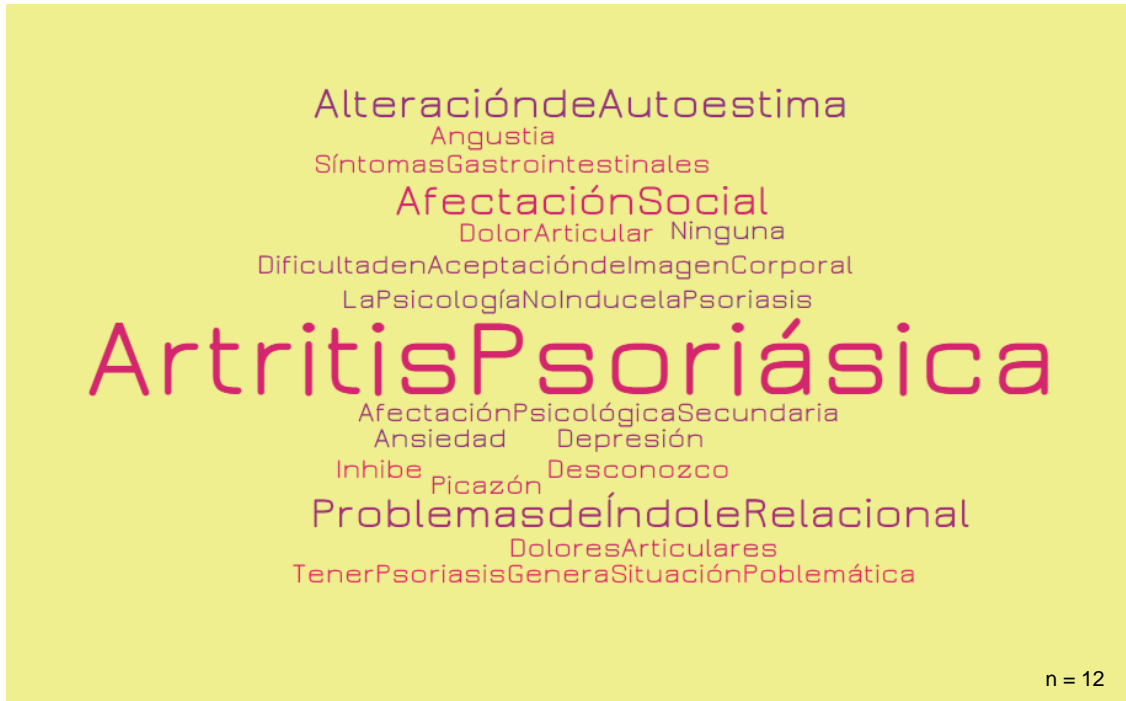 AlteracióndeAutoestima
Angustia
SíntomasGastrointestinales
AfectaciónSocial
DolorArticular Ninguna
DificultadenAceptacióndeImagenCorporal
LaPsicologíaNoInducelaPsoriasis
ArtritisPsoriásica
AfectaciónPsicológicaSecundaria
Ansiedad Depresión
Inhibe Desconozco
Picazón
ProblemasdeÍndoleRelacional
DoloresArticulares
TenerPsoriasisGeneraSituaciónPoblemática
n = 12